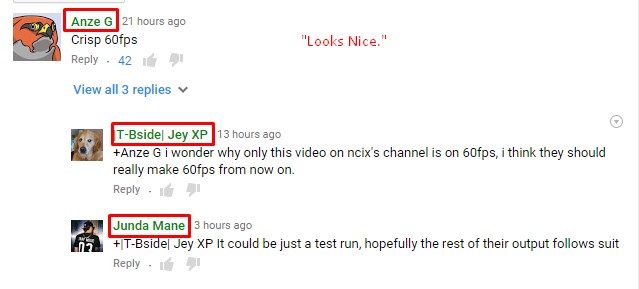 Anze G 21 hours ago
Crisp 60fps
"Looks Nice."
Reply · 42
View all 3 replies
|T-Bside| Jey XP 13 hours ago
+Anze G i wonder why only this video on ncix's channel is on 60fps, i think they should
really make 60fps from now on.
Reply ·
Junda Mane 3 hours ago
+|T-Bside| Jey XP It could be just a test run, hopefully the rest of their output follows suit
Reply ·